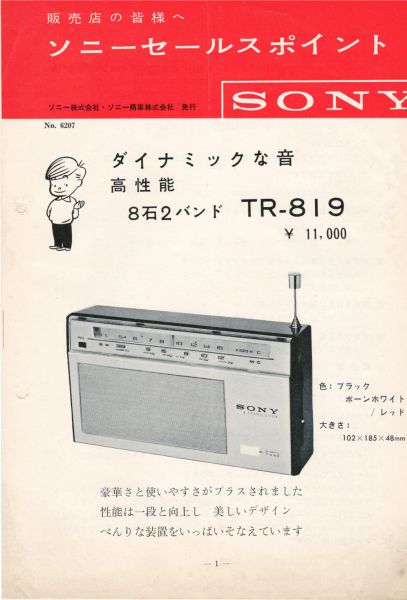 販売店の皆様へ
ソニーセールスポイント
ソニー株式会社・ソニー商事株式会社 発行
SONY
No. 6207
ダイナミックな音
高性能
8石2バンド TR-819
¥ 11,000
SONY
色: ブラック
ボーンホワイト
/ レッド
大きさ:
102×185×48mm
豪華さと使いやすさがプラスされました
性能は一段と向上し 美しいデザイン
べんりな装置をいっぱいそなえています
—1—